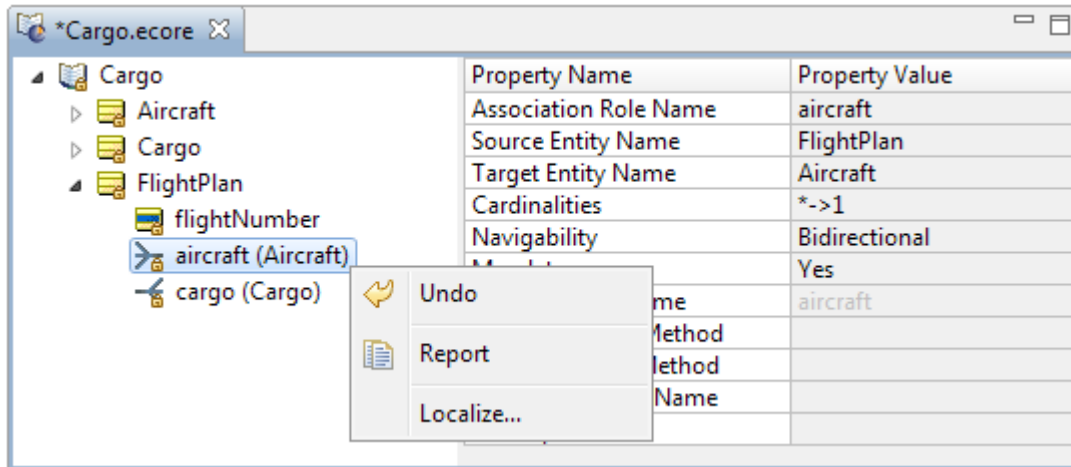 *Cargo.ecore
Cargo
Aircraft
Cargo
FlightPlan
flightNumber
aircraft (Aircraft)
cargo (Cargo)
Undo
Report
Localize...
Property Name Property Value
Association Role Name aircraft
Source Entity Name FlightPlan
Target Entity Name Aircraft
Cardinalities *->1
Navigability Bidirectional
Yes
me aircraft
Method
lethod
Name